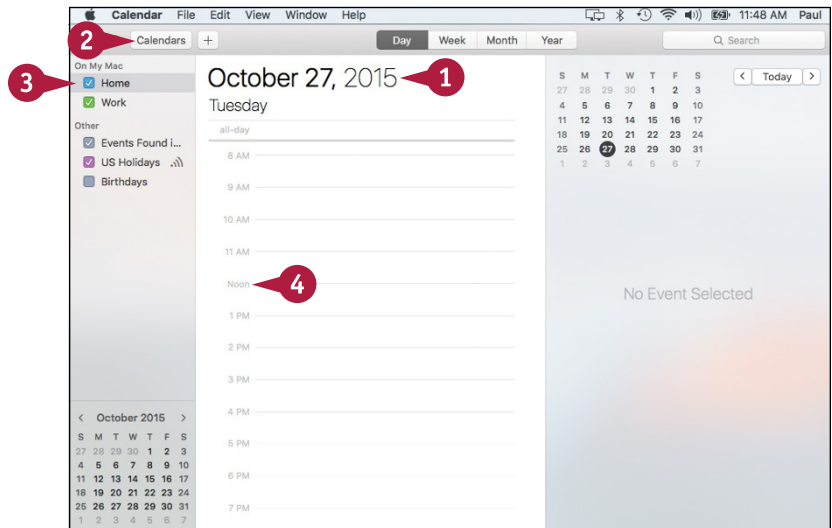 Calendar File Edit View Window Help 11:48 AM Paul
2 Calendars + Day Week Month Year Search
On My Mac
3 Home
Work
Other
Events Found i...
US Holidays
Birthdays
< October 2015 >
S M T W T F S
27 28 29 30 1 2 3
4 5 6 7 8 9 10
11 12 13 14 15 16 17
18 19 20 21 22 23 24
25 26 27 28 29 30 31
1 2 3 4 5 6 7
October 27, 2015 1
Tuesday
all-day
8 AM
9 AM
10 AM
11 AM
Noon 4
1 PM
2 PM
3 PM
4 PM
5 PM
6 PM
7 PM
S M T W T F S
27 28 29 30 1 2 3
4 5 6 7 8 9 10
11 12 13 14 15 16 17
18 19 20 21 22 23 24
25 26 27 28 29 30 31
1 2 3 4 5 6 7
< Today >
No Event Selected